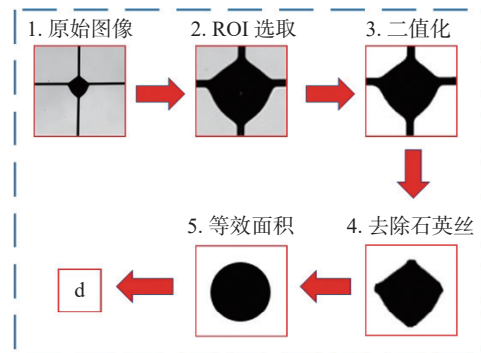 1. 原始图像
2. ROI 选取
3. 二值化
4. 去除石英丝
5. 等效面积
d